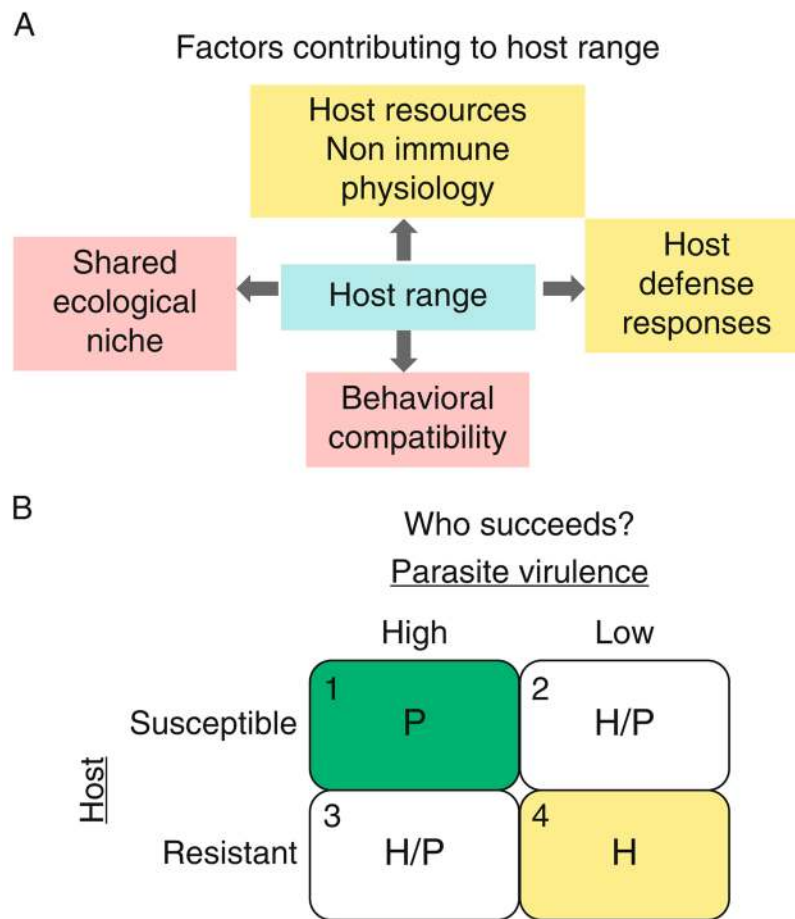 A
Factors contributing to host range
Host resources
Non immune
physiology
Shared
ecological
niche
Host range
Host
defense
responses
Behavioral
compatibility
B
Who succeeds?
Parasite virulence
High Low
Host
Susceptible
1
P
2
H/P
Resistant
3
H/P
4
H